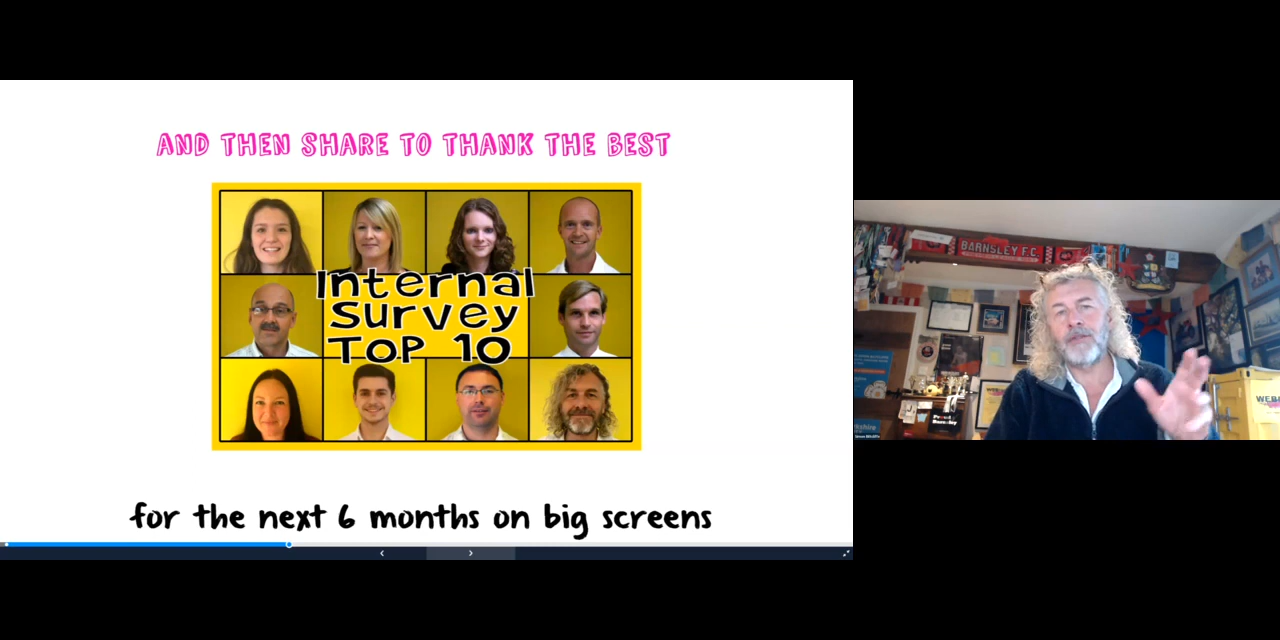 AND THEN SHARE TO THANK THE BEST
Internal
Survey
TOP 10
for the next 6 months on big screens
BARNSLEY F.C.